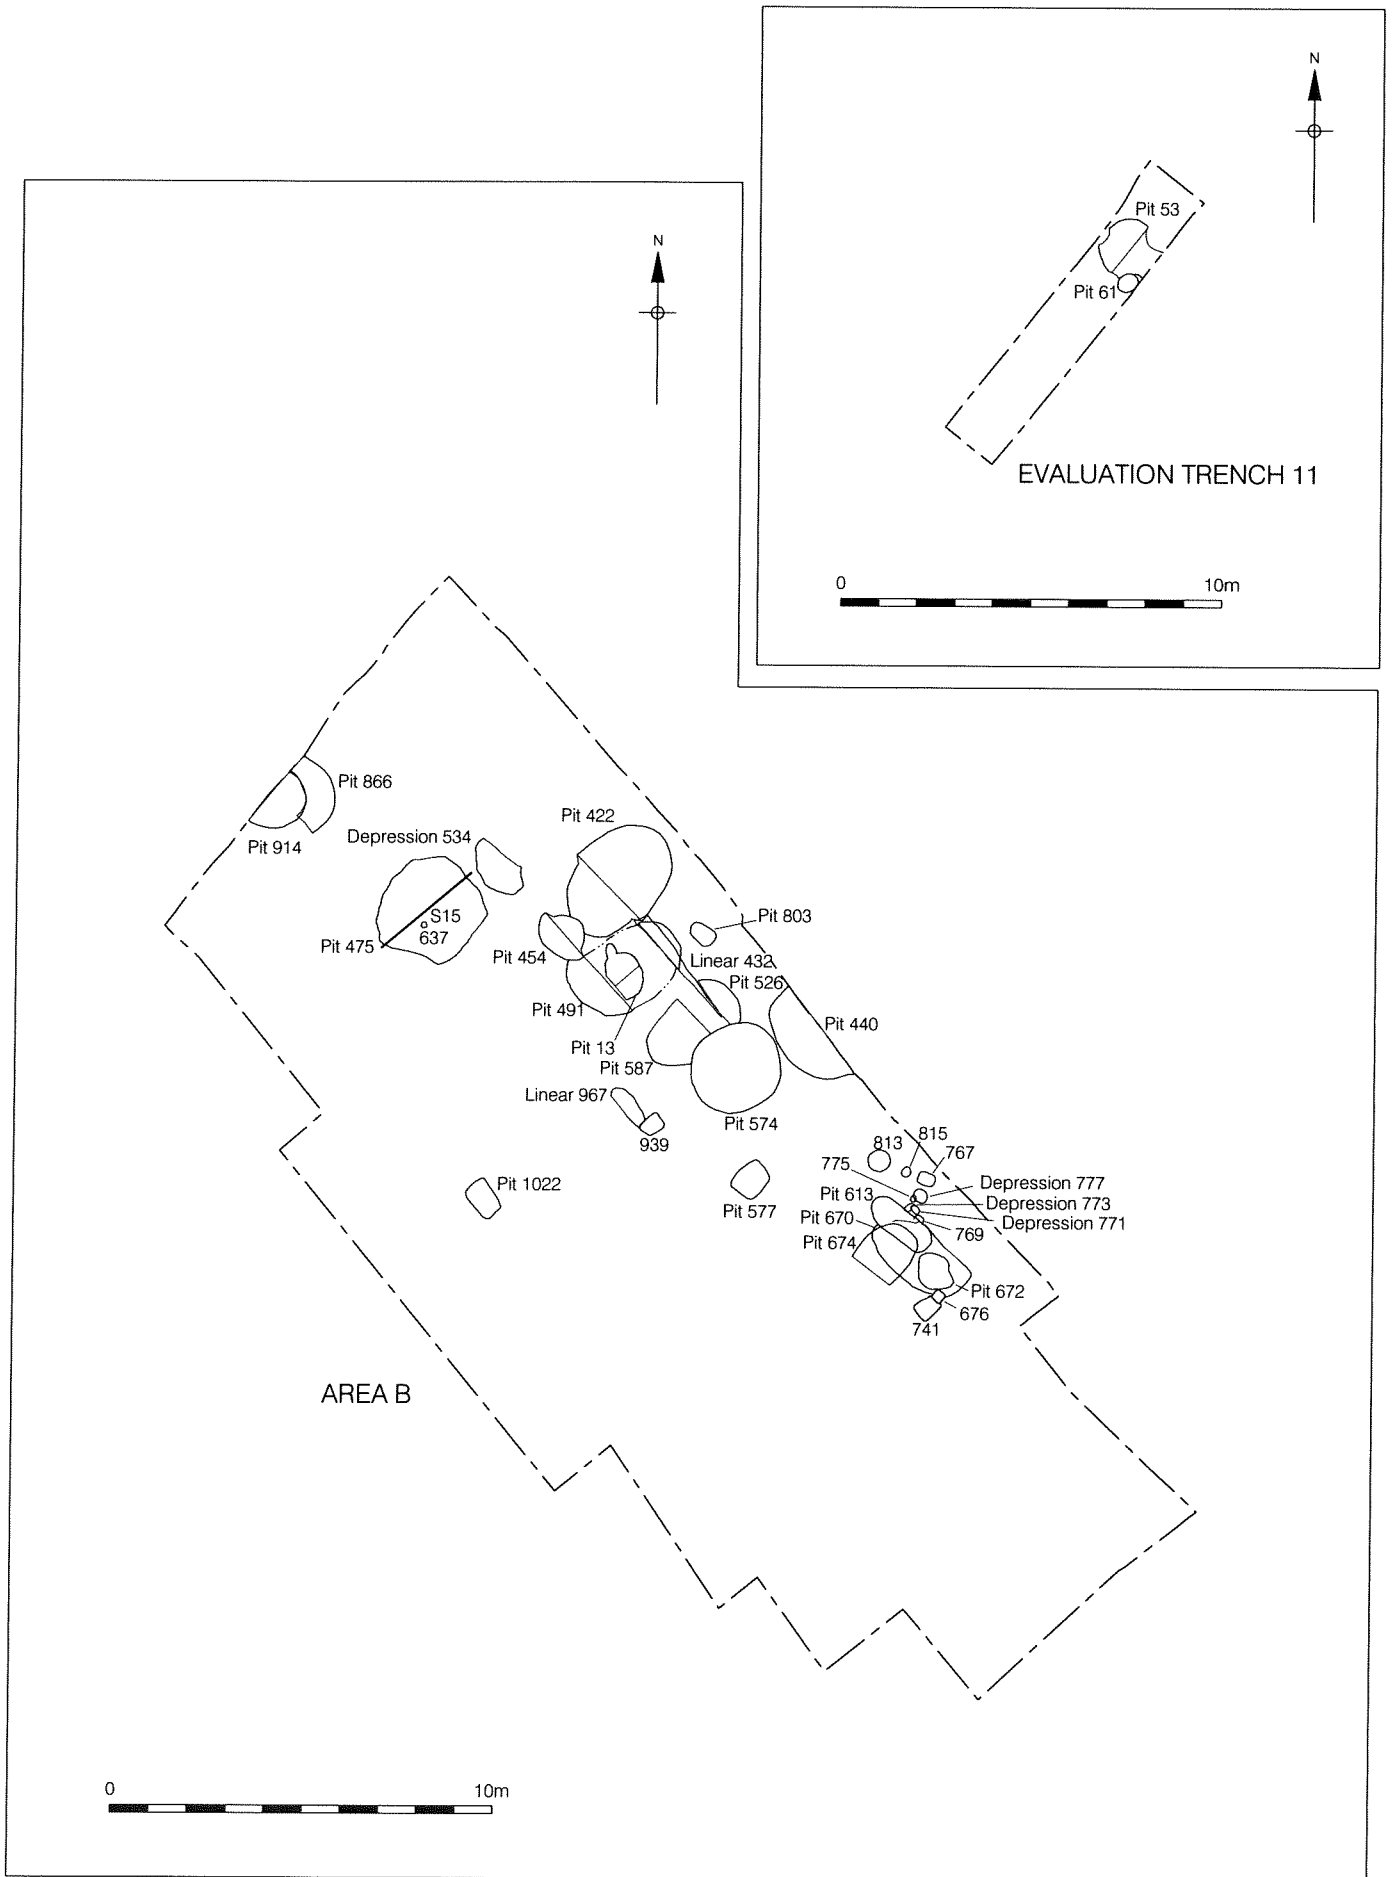 N
Pit 53
Pit 61
EVALUATION TRENCH 11
0 10m
N
Pit 866
Pit 914
Depression 534
Pit 422
S15
637
Pit 475
Pit 454
Pit 803
Linear 432
Pit 526
Pit 491
Pit 440
Pit 13
Pit 587
Linear 967
939
Pit 574
813
815
767
775
Depression 777
Pit 613
Depression 773
Pit 1022
Pit 577
Pit 670
Depression 771
769
Pit 674
Pit 672
676
741
AREA B
0 10m